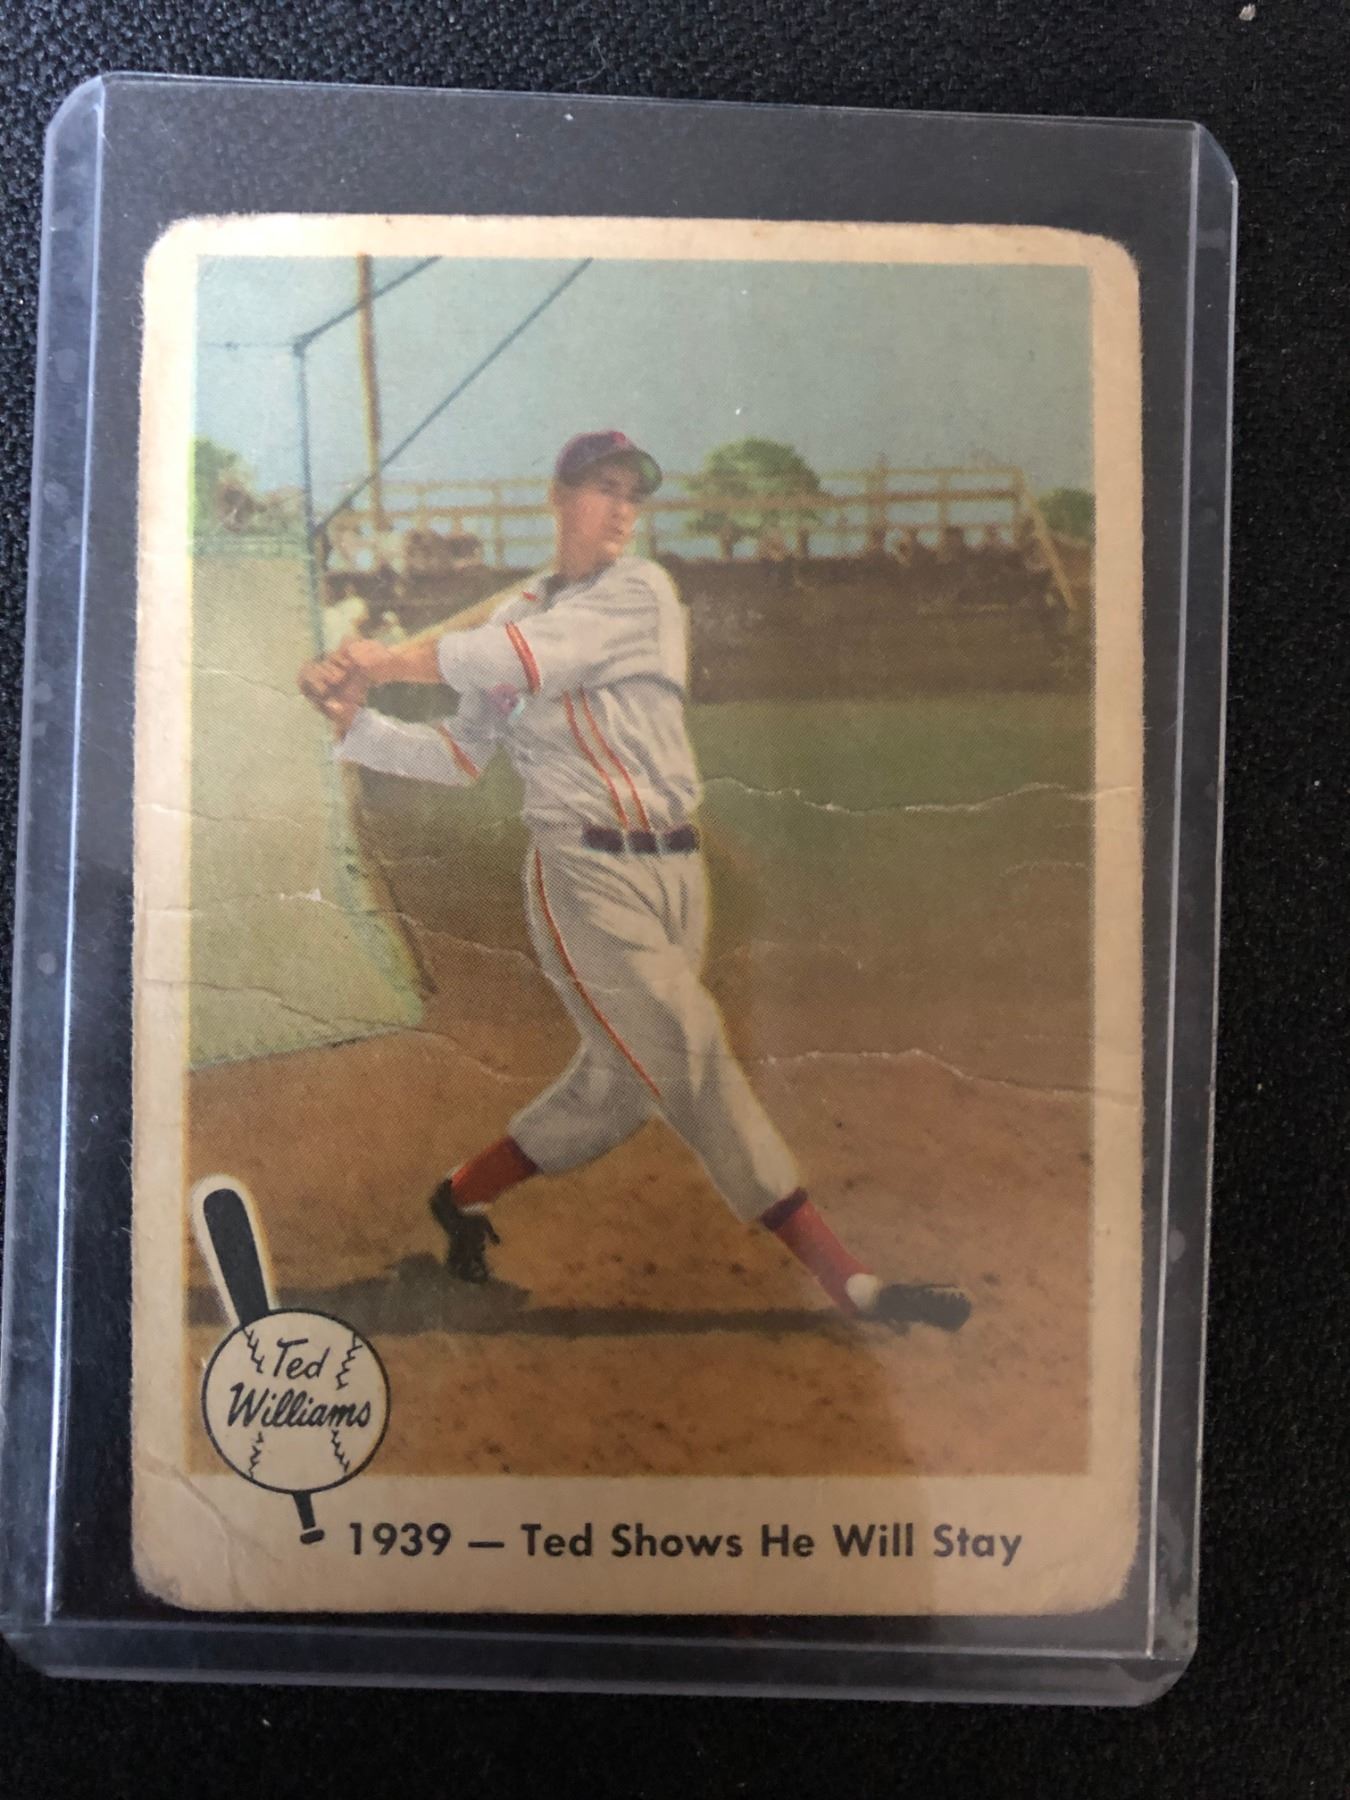 Ted
Williams
1939 — Ted Shows He Will Stay